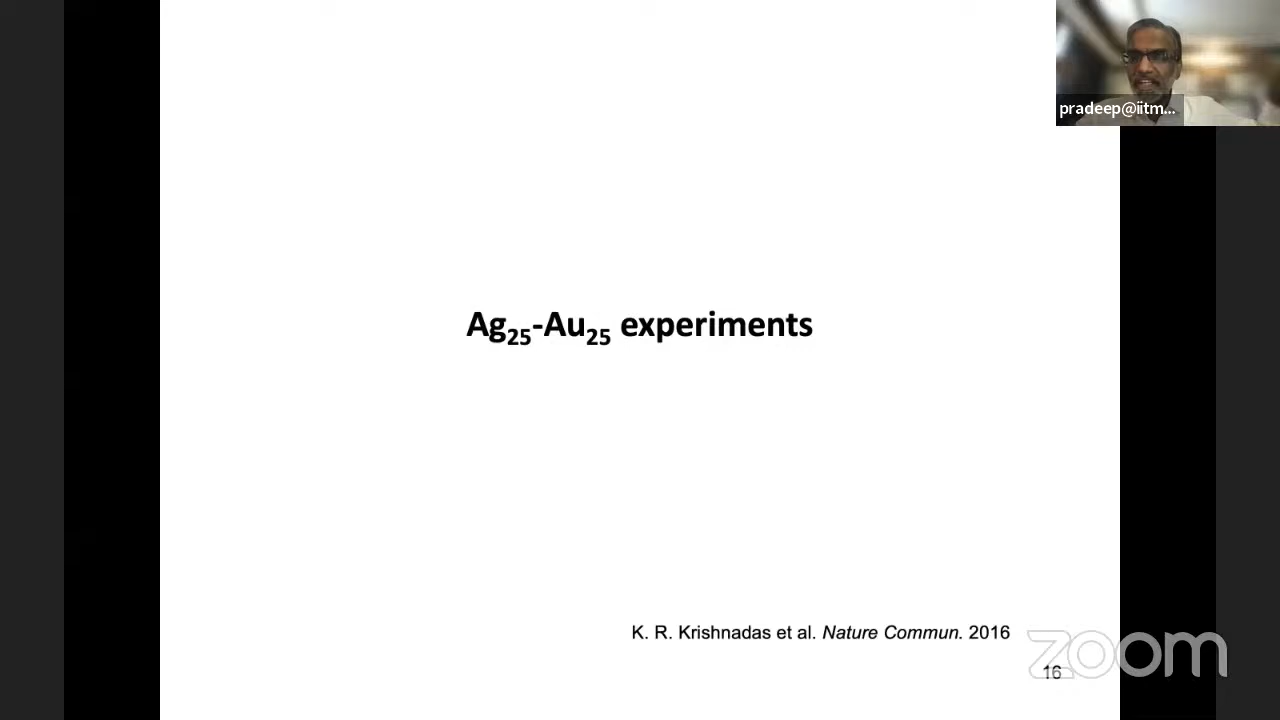 pradeep@iitm...
Ag₂₅-Au₂₅ experiments
K. R. Krishnadas et al. Nature Commun. 2016
zoom
16